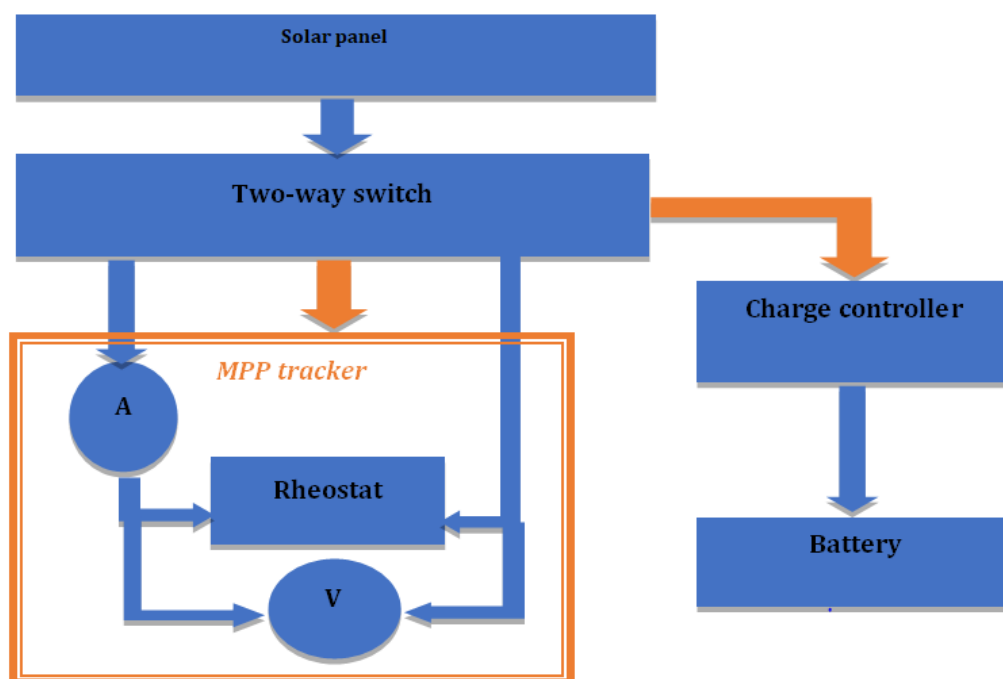 Solar panel
Two-way switch
Charge controller
MPP tracker
A
Rheostat
Battery
V